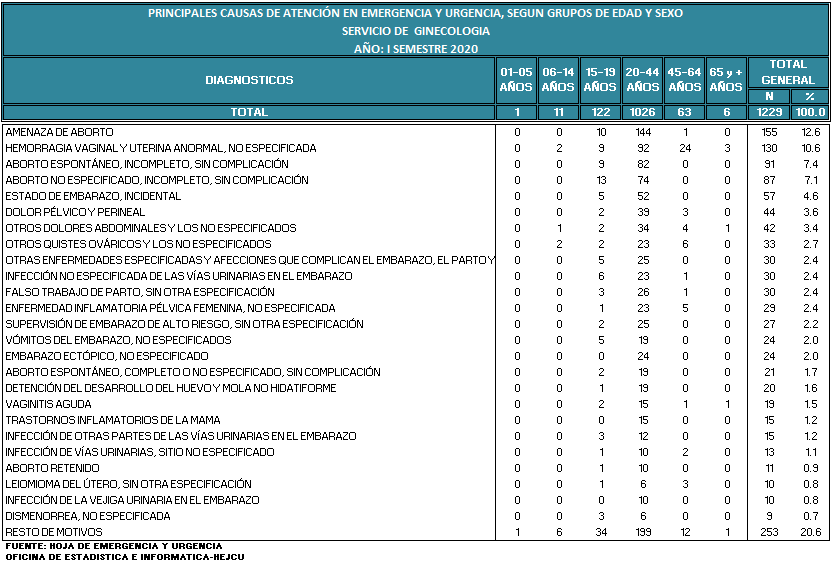 PRINCIPALES CAUSAS DE ATENCIÓN EN EMERGENCIA Y URGENCIA, SEGUN GRUPOS DE EDAD Y SEXO
SERVICIO DE GINECOLOGIA
AÑO: I SEMESTRE 2020
DIAGNOSTICOS 01-05 AÑOS 06-14 AÑOS 15-19 AÑOS 20-44 AÑOS 45-64 AÑOS 65 y + AÑOS TOTAL GENERAL
N %
TOTAL 1 11 122 1026 63 6 1229 100.0
AMENAZA DE ABORTO 0 0 10 144 1 0 155 12.6
HEMORRAGIA VAGINAL Y UTERINA ANORMAL, NO ESPECIFICADA 0 2 9 92 24 3 130 10.6
ABORTO ESPONTÁNEO, INCOMPLETO, SIN COMPLICACIÓN 0 0 9 82 0 0 91 7.4
ABORTO NO ESPECIFICADO, INCOMPLETO, SIN COMPLICACIÓN 0 0 13 74 0 0 87 7.1
ESTADO DE EMBARAZO, INCIDENTAL 0 0 5 52 0 0 57 4.6
DOLOR PÉLVICO Y PERINEAL 0 0 2 39 3 0 44 3.6
OTROS DOLORES ABDOMINALES Y LOS NO ESPECIFICADOS 0 1 2 34 4 1 42 3.4
OTROS QUISTES OVÁRICOS Y LOS NO ESPECIFICADOS 0 2 2 23 6 0 33 2.7
OTRAS ENFERMEDADES ESPECIFICADAS Y AFECCIONES QUE COMPLICAN EL EMBARAZO, EL PARTO Y 0 0 5 25 0 0 30 2.4
INFECCIÓN NO ESPECIFICADA DE LAS VÍAS URINARIAS EN EL EMBARAZO 0 0 6 23 1 0 30 2.4
FALSO TRABAJO DE PARTO, SIN OTRA ESPECIFICACIÓN 0 0 3 26 1 0 30 2.4
ENFERMEDAD INFLAMATORIA PÉLVICA FEMENINA, NO ESPECIFICADA 0 0 1 23 5 0 29 2.4
SUPERVISIÓN DE EMBARAZO DE ALTO RIESGO, SIN OTRA ESPECIFICACIÓN 0 0 2 25 0 0 27 2.2
VÓMITOS DEL EMBARAZO, NO ESPECIFICADOS 0 0 5 19 0 0 24 2.0
EMBARAZO ECTÓPICO, NO ESPECIFICADO 0 0 0 24 0 0 24 2.0
ABORTO ESPONTÁNEO, COMPLETO O NO ESPECIFICADO, SIN COMPLICACIÓN 0 0 2 19 0 0 21 1.7
DETENCIÓN DEL DESARROLLO DEL HUEVO Y MOLA NO HIDATIFORME 0 0 1 19 0 0 20 1.6
VAGINITIS AGUDA 0 0 2 15 1 1 19 1.5
TRASTORNOS INFLAMATORIOS DE LA MAMA 0 0 0 15 0 0 15 1.2
INFECCIÓN DE OTRAS PARTES DE LAS VÍAS URINARIAS EN EL EMBARAZO 0 0 3 12 0 0 15 1.2
INFECCIÓN DE VÍAS URINARIAS, SITIO NO ESPECIFICADO 0 0 1 10 2 0 13 1.1
ABORTO RETENIDO 0 0 1 10 0 0 11 0.9
LEIOMIOMA DEL ÚTERO, SIN OTRA ESPECIFICACIÓN 0 0 1 6 3 0 10 0.8
INFECCIÓN DE LA VEJIGA URINARIA EN EL EMBARAZO 0 0 0 10 0 0 10 0.8
DISMENORREA, NO ESPECIFICADA 0 0 3 6 0 0 9 0.7
RESTO DE MOTIVOS 1 6 34 199 12 1 253 20.6
FUENTE: HOJA DE EMERGENCIA Y URGENCIA
OFICINA DE ESTADISTICA E INFORMATICA-HEJCU